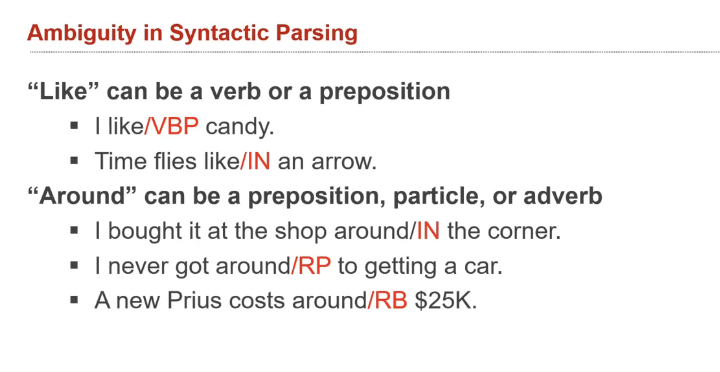 Ambiguity in Syntactic Parsing
“Like” can be a verb or a preposition
▪ I like/VBP candy.
▪ Time flies like/IN an arrow.
“Around” can be a preposition, particle, or adverb
▪ I bought it at the shop around/IN the corner.
▪ I never got around/RP to getting a car.
▪ A new Prius costs around/RB $25K.